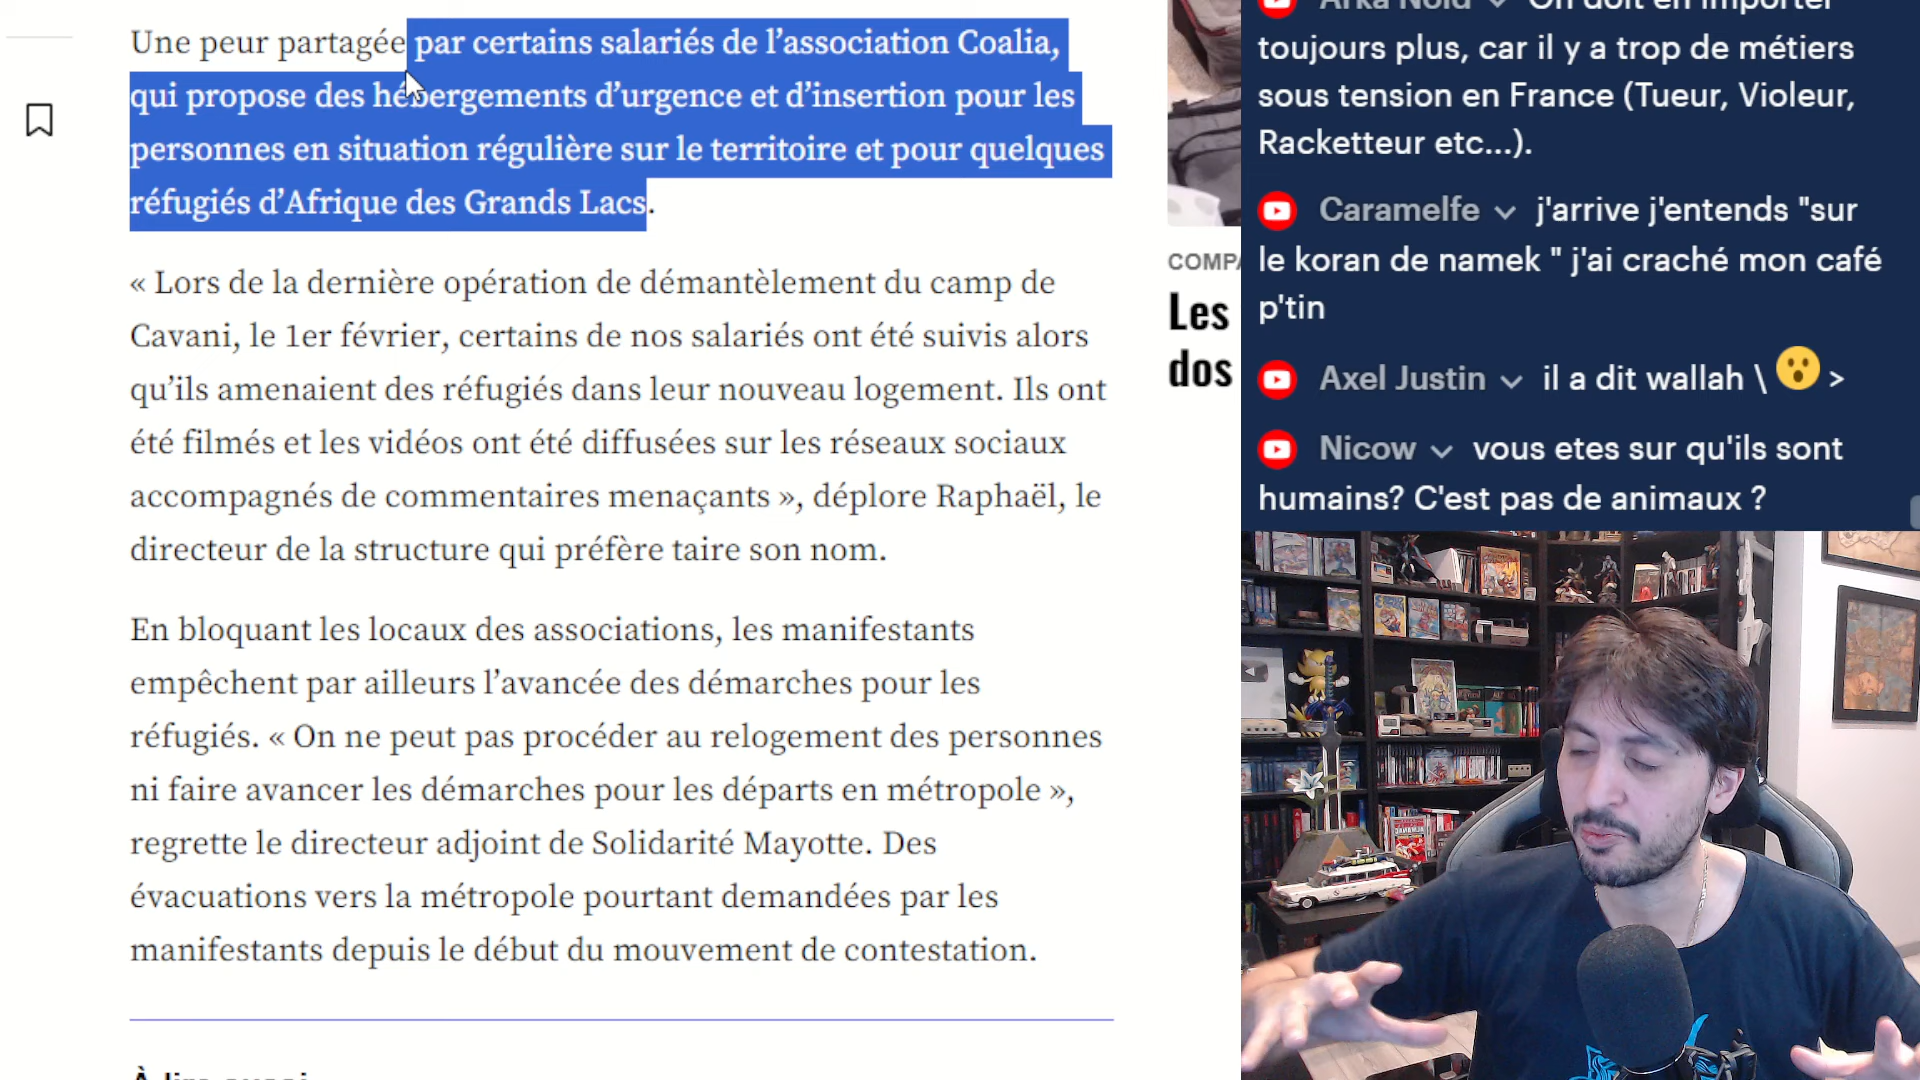 Une peur partagée par certains salariés de l’association Coalia,
qui propose des hébergements d’urgence et d’insertion pour les
personnes en situation régulière sur le territoire et pour quelques
réfugiés d’Afrique des Grands Lacs.
« Lors de la dernière opération de démantèlement du camp de
Cavani, le 1er février, certains de nos salariés ont été suivis alors
qu’ils amenaient des réfugiés dans leur nouveau logement. Ils ont
été filmés et les vidéos ont été diffusées sur les réseaux sociaux
accompagnés de commentaires menaçants », déplore Raphaël, le
directeur de la structure qui préfère taire son nom.
En bloquant les locaux des associations, les manifestants
empêchent par ailleurs l’avancée des démarches pour les
réfugiés. « On ne peut pas procéder au relogement des personnes
ni faire avancer les démarches pour les départs en métropole »,
regrette le directeur adjoint de Solidarité Mayotte. Des
évacuations vers la métropole pourtant demandées par les
manifestants depuis le début du mouvement de contestation.
À lire aussi
COMPA
Les
dos
Arka Nold On doit en importer
toujours plus, car il y a trop de métiers
sous tension en France (Tueur, Violeur,
Racketteur etc...).
Caramelfe j'arrive j'entends "sur
le koran de namek " j'ai craché mon café
p'tin
Axel Justin il a dit wallah \ 😮 >
Nicow vous etes sur qu'ils sont
humains? C'est pas de animaux ?